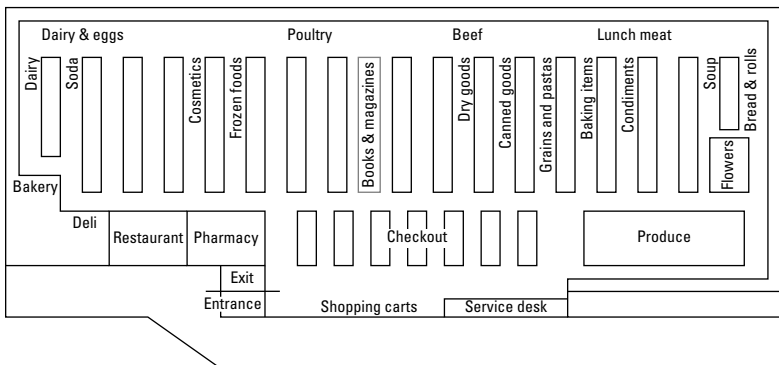 Dairy & eggs
Poultry
Beef
Lunch meat
Dairy
Soda
Cosmetics
Frozen foods
Books & magazines
Dry goods
Canned goods
Grains and pastas
Baking items
Condiments
Soup
Bread & rolls
Flowers
Bakery
Deli
Restaurant
Pharmacy
Checkout
Produce
Exit
Entrance
Shopping carts
Service desk